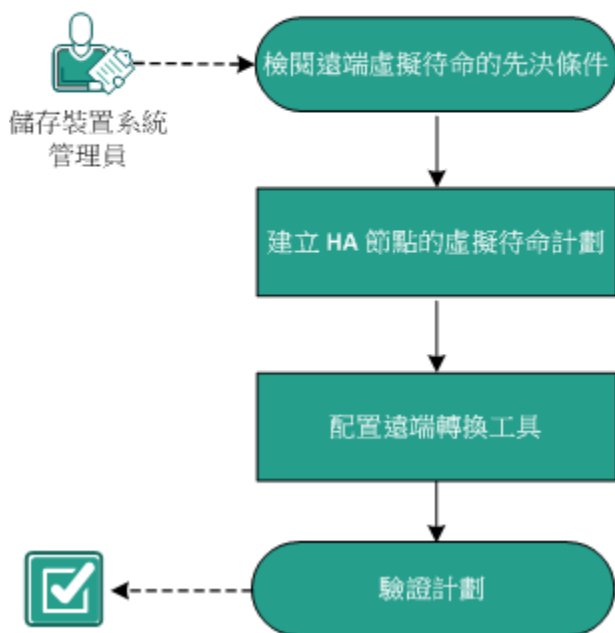 檢閱遠端虛擬待命的先決條件
儲存裝置系統
管理員
建立 HA 節點的虛擬待命計劃
配置遠端轉換工具
驗證計劃